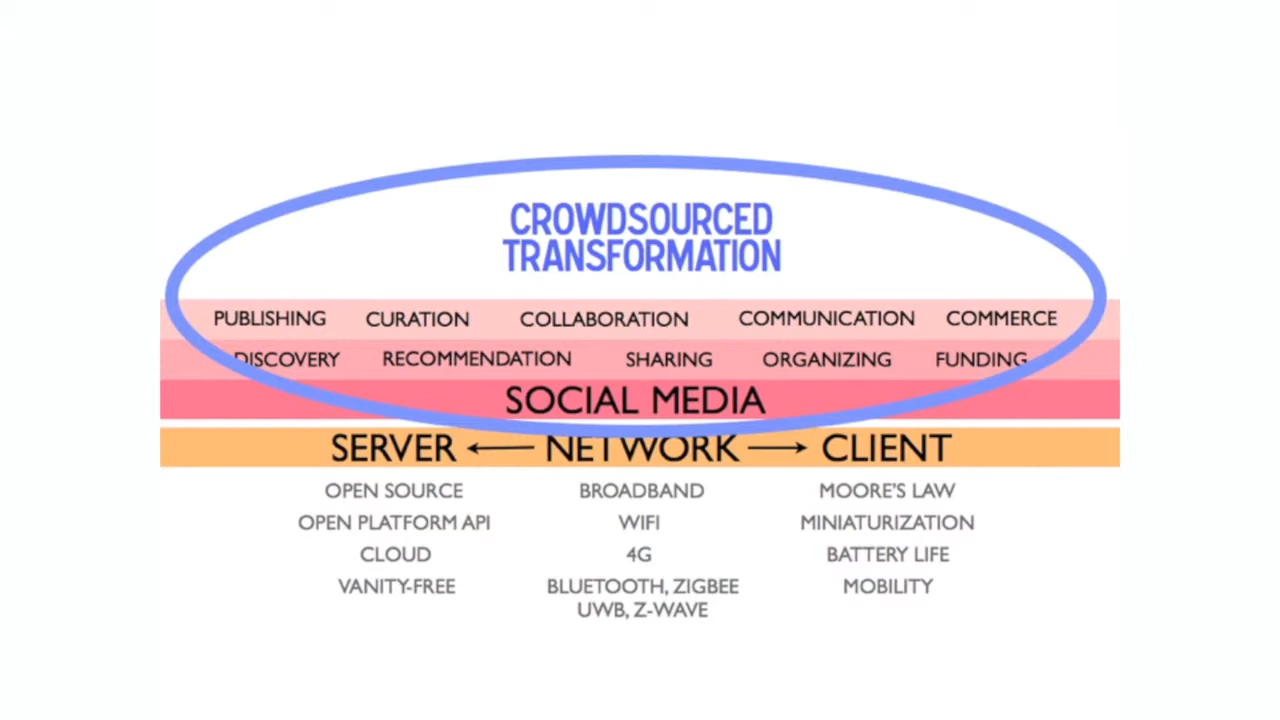 CROWDSOURCED
TRANSFORMATION
PUBLISHING CURATION COLLABORATION COMMUNICATION COMMERCE
DISCOVERY RECOMMENDATION SHARING ORGANIZING FUNDING
SOCIAL MEDIA
SERVER ← NETWORK → CLIENT
OPEN SOURCE BROADBAND MOORE'S LAW
OPEN PLATFORM API WIFI MINIATURIZATION
CLOUD 4G BATTERY LIFE
VANITY-FREE BLUETOOTH, ZIGBEE MOBILITY
UWB, Z-WAVE